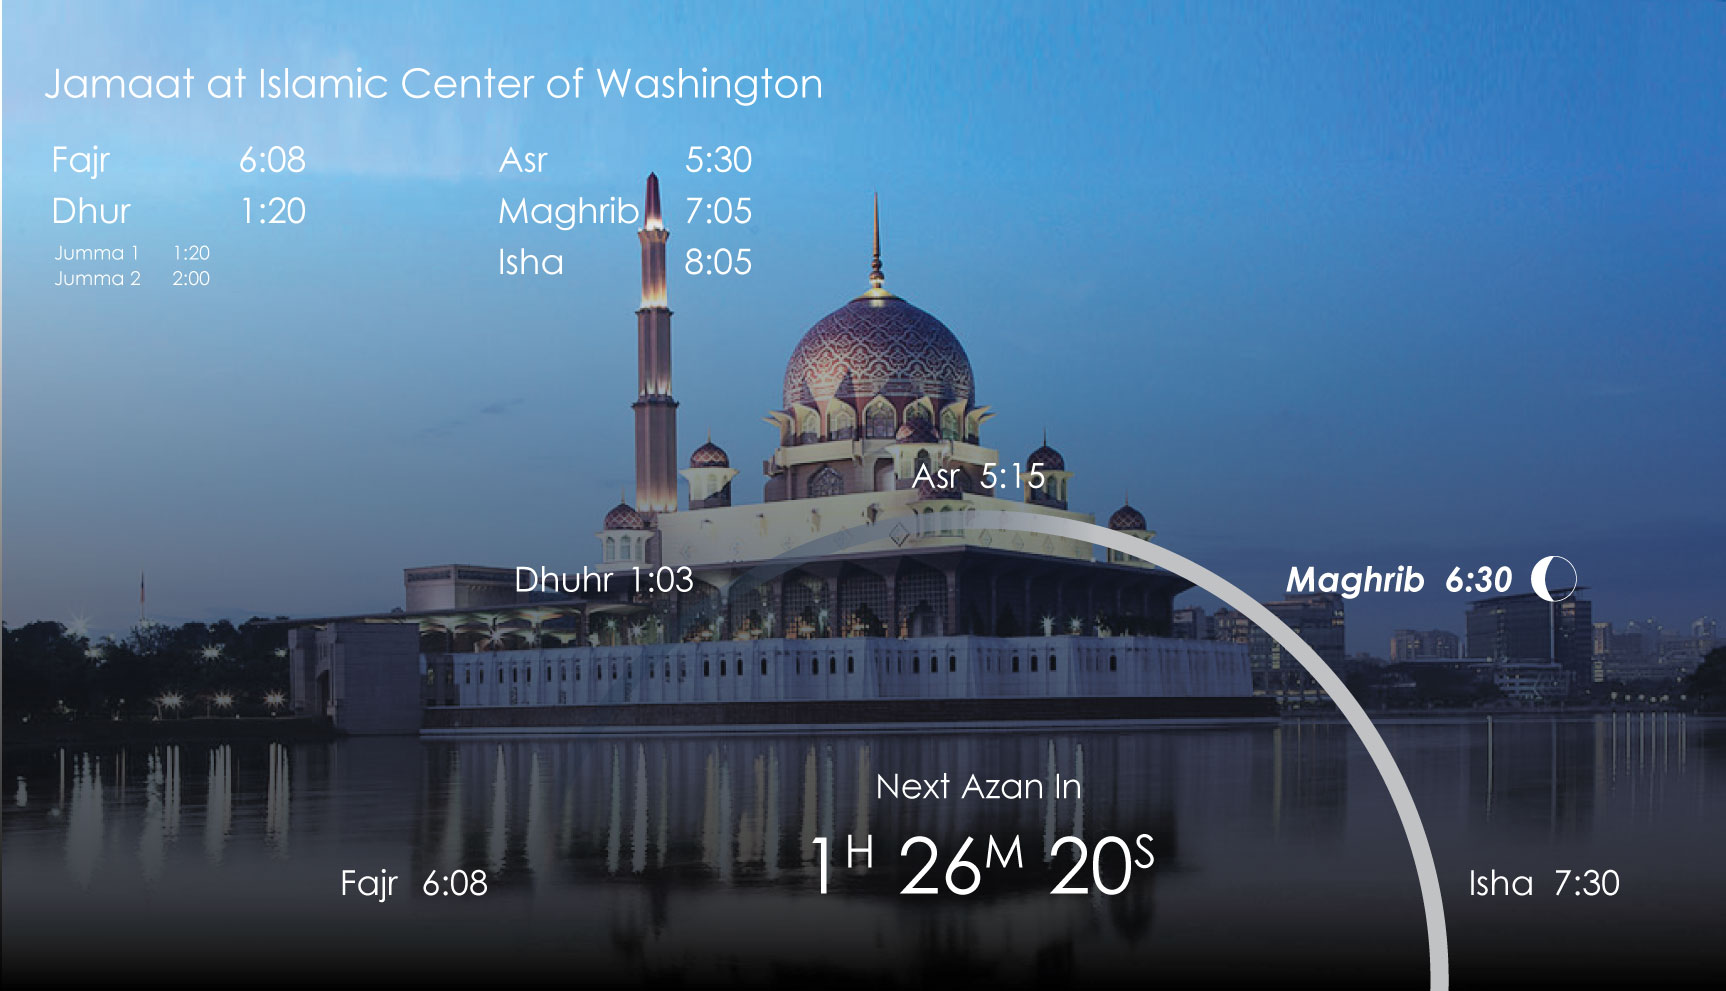 Jamaat at Islamic Center of Washington
Fajr 6:08
Dhur 1:20
Jumma 1 1:20
Jumma 2 2:00
Asr 5:30
Maghrib 7:05
Isha 8:05
Asr 5:15
Dhuhr 1:03
Maghrib 6:30
Next Azan In
1H 26M 20S
Fajr 6:08
Isha 7:30